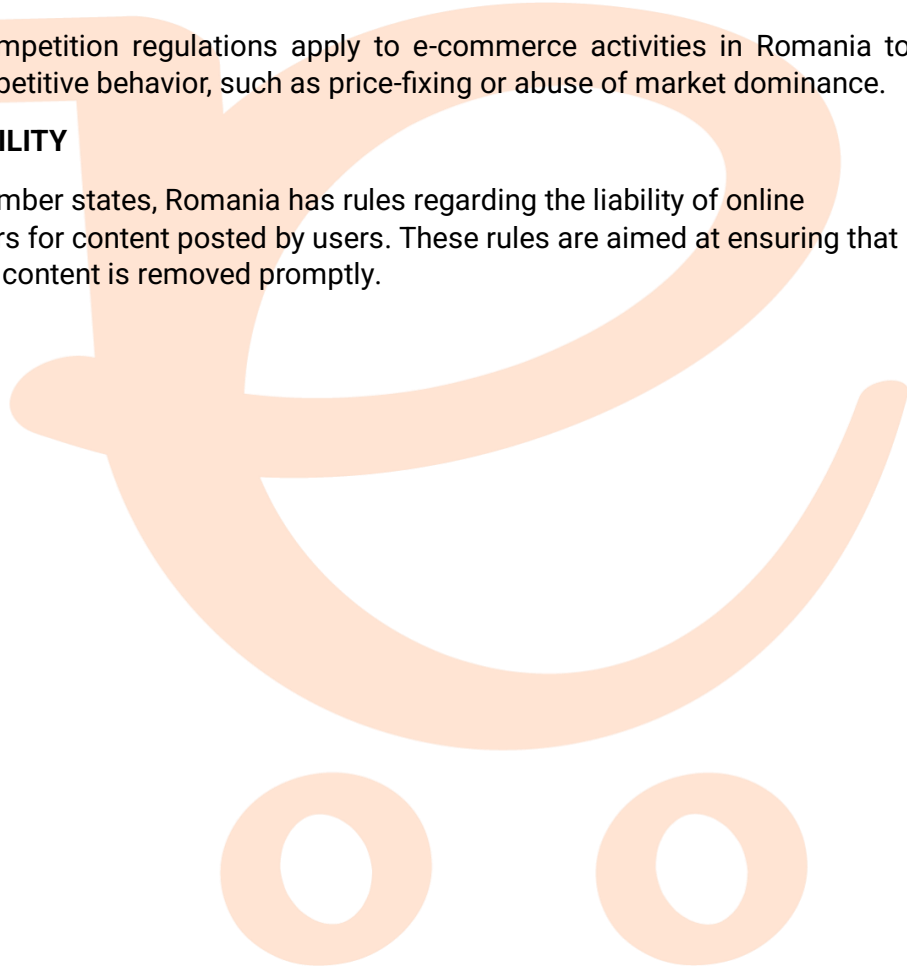 mpetition regulations apply to e-commerce activities in Romania to
petitive behavior, such as price-fixing or abuse of market dominance.
ILITY
mber states, Romania has rules regarding the liability of online
rs for content posted by users. These rules are aimed at ensuring that
content is removed promptly.